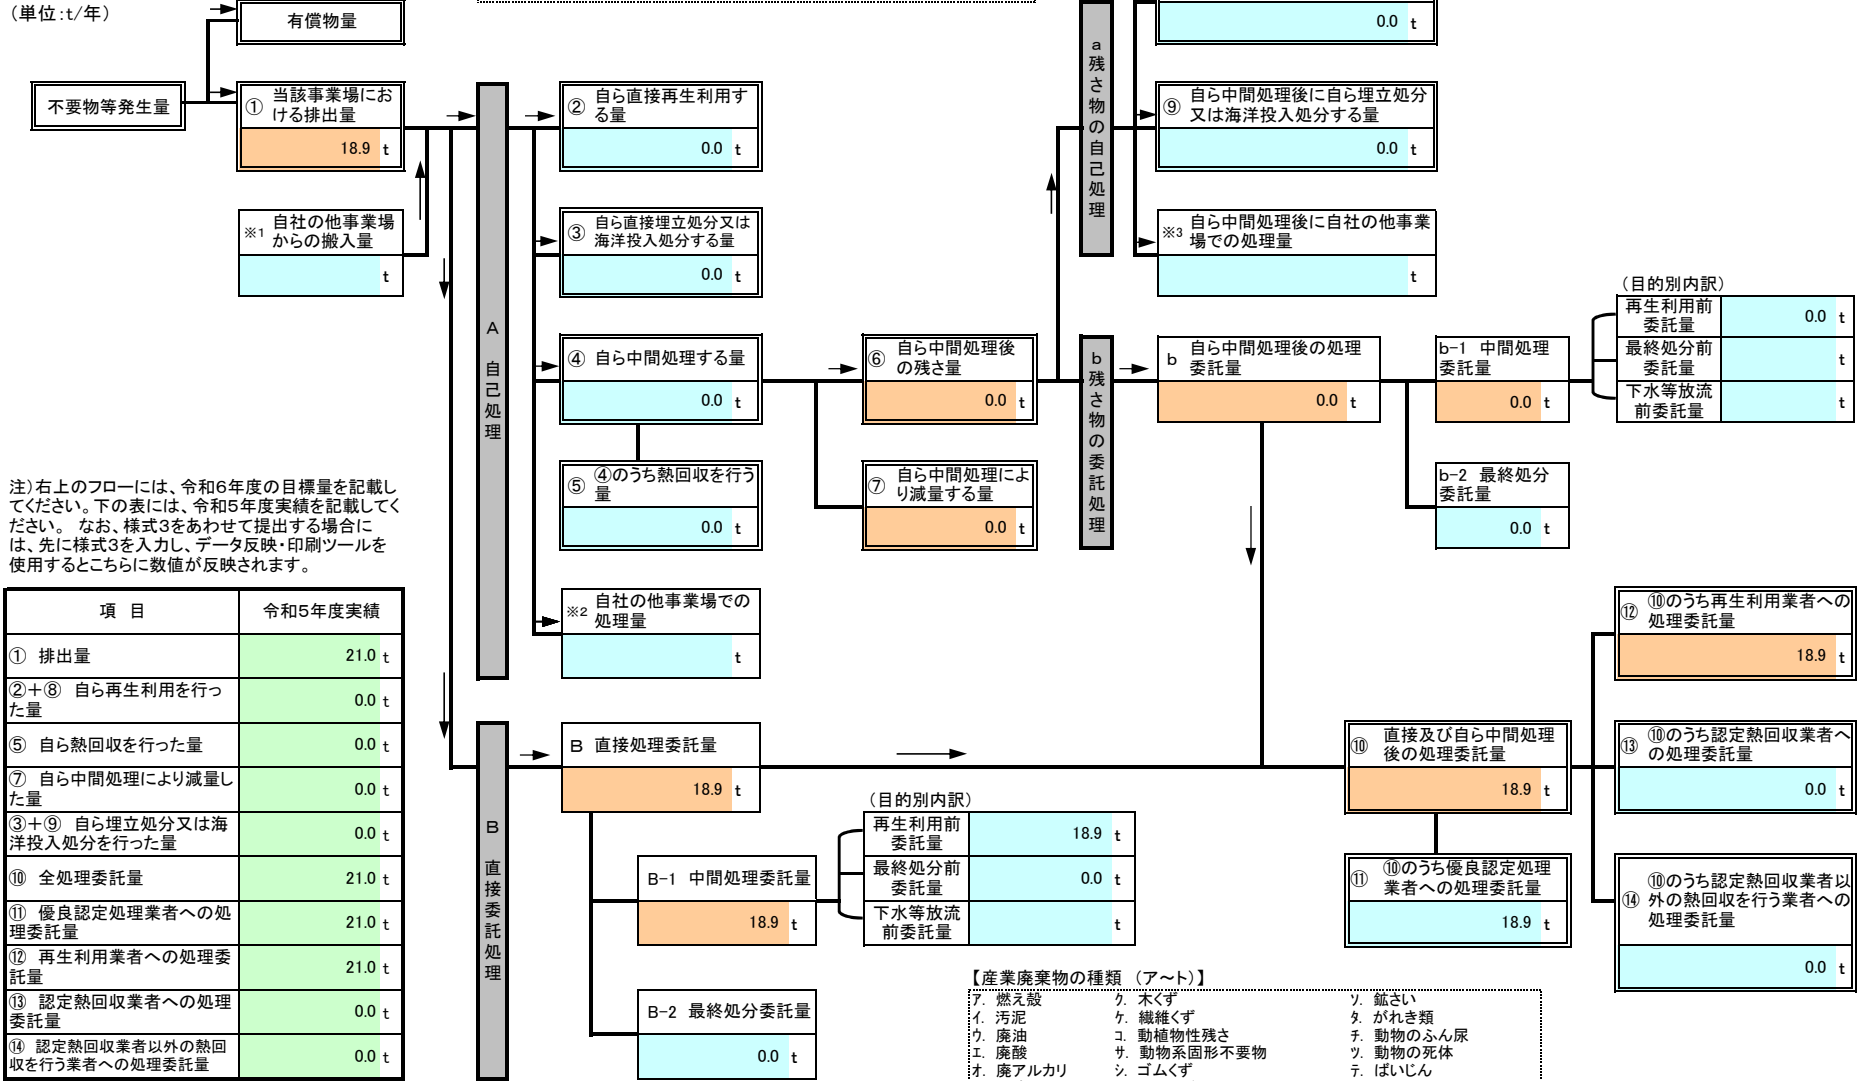 （単位:t/年）
有償物量
不要物等発生量
① 当該事業場にお
ける排出量
18.9 t
※1 自社の他事業場
からの搬入量
t
A 自己処理
② 自ら直接再生利用す
る量
0.0 t
③ 自ら直接埋立処分又は
海洋投入処分する量
0.0 t
④ 自ら中間処理する量
0.0 t
⑤ ④のうち熱回収を行う
量
0.0 t
※2 自社の他事業場での
処理量
t
⑥ 自ら中間処理後
の残さ量
0.0 t
⑦ 自ら中間処理によ
り減量する量
0.0 t
a残さ物の自己処理
0.0 t
⑨ 自ら中間処理後に自ら埋立処分
又は海洋投入処分する量
0.0 t
※3 自ら中間処理後に自社の他事業
場での処理量
t
b残さ物の委託処理
b 自ら中間処理後の処理
委託量
0.0 t
b-1 中間処理
委託量
0.0 t
b-2 最終処分
委託量
0.0 t
（目的別内訳）
再生利用前
委託量
0.0 t
最終処分前
委託量
t
下水等放流
前委託量
t
注）右上のフローには、令和６年度の目標量を記載し
てください。下の表には、令和５年度実績を記載してく
ださい。 なお、様式３をあわせて提出する場合に
は、先に様式３を入力し、データ反映・印刷ツールを
使用するとこちらに数値が反映されます。
項 目 令和５年度実績
① 排出量 21.0 t
②＋⑧ 自ら再生利用を行っ
た量 0.0 t
⑤ 自ら熱回収を行った量 0.0 t
⑦ 自ら中間処理により減量し
た量 0.0 t
③＋⑨ 自ら埋立処分又は海
洋投入処分を行った量 0.0 t
⑩ 全処理委託量 21.0 t
⑪ 優良認定処理業者への処
理委託量 21.0 t
⑫ 再生利用業者への処理委
託量 21.0 t
⑬ 認定熱回収業者への処理
委託量 0.0 t
⑭ 認定熱回収業者以外の熱回
収を行う業者への処理委託量 0.0 t
B 直接委託処理
B 直接処理委託量
18.9 t
B-1 中間処理委託量
18.9 t
B-2 最終処分委託量
0.0 t
（目的別内訳）
再生利用前
委託量
18.9 t
最終処分前
委託量
0.0 t
下水等放流
前委託量
t
⑩ 直接及び自ら中間処理
後の処理委託量
18.9 t
⑪ ⑩のうち優良認定処理
業者への処理委託量
18.9 t
⑫ ⑩のうち再生利用業者への
処理委託量
18.9 t
⑬ ⑩のうち認定熱回収業者へ
の処理委託量
0.0 t
⑭ ⑩のうち認定熱回収業者以
外の熱回収を行う業者への
処理委託量
0.0 t
【産業廃棄物の種類 （ア～ト）】
ア. 燃え殻 ク. 木くず ソ. 鉱さい
イ. 汚泥 ケ. 繊維くず タ. がれき類
ウ. 廃油 コ. 動植物性残さ チ. 動物のふん尿
エ. 廃酸 サ. 動物系固形不要物 ツ. 動物の死体
オ. 廃アルカリ シ. ゴムくず テ. ばいじん